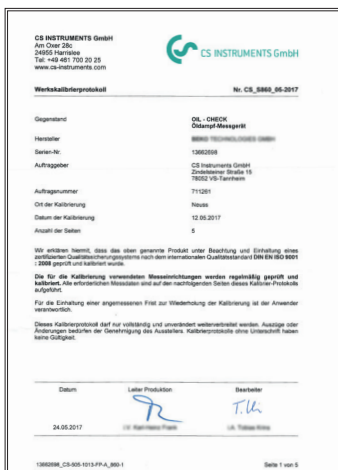 CS INSTRUMENTS GmbH
Am Oxer 28c
24955 Harrislee
Tel: +49 461 700 20 25
www.cs-instruments.com
CS INSTRUMENTS GmbH
Werkskalibrierprotokoll Nr. CS_S860_05-2017
Gegenstand OIL - CHECK
Öldampf-Messgerät
Hersteller
Serien-Nr. 13662698
Auftraggeber CS Instruments GmbH
Zindelsteiner Straße 15
78052 VS-Tannheim
Auftragsnummer 711261
Ort der Kalibrierung Neuss
Datum der Kalibrierung 12.05.2017
Anzahl der Seiten 5
Wir erklären hiermit, dass das oben genannte Produkt unter Beachtung und Einhaltung eines
zertifizierten Qualitätssicherungssystems nach dem internationalen Qualitätsstandard DIN EN ISO 9001
: 2008 geprüft und kalibriert wurde.
Die für die Kalibrierung verwendeten Messeinrichtungen werden regelmäßig geprüft und
kalibriert. Alle erforderlichen Messdaten sind auf den nachfolgenden Seiten dieses Kalibrier-Protokolls
aufgeführt.
Für die Einhaltung einer angemessenen Frist zur Wiederholung der Kalibrierung ist der Anwender
verantwortlich.
Dieses Kalibrierprotokoll darf nur vollständig und unverändert weiterverbreitet werden. Auszüge oder
Änderungen bedürfen der Genehmigung des Ausstellers. Kalibrierprotokolle ohne Unterschrift haben
keine Gültigkeit.
Datum Leiter Produktion Bearbeiter
24.05.2017
13662698_CS-505-1013-FP-A_860-1 Seite 1 von 5